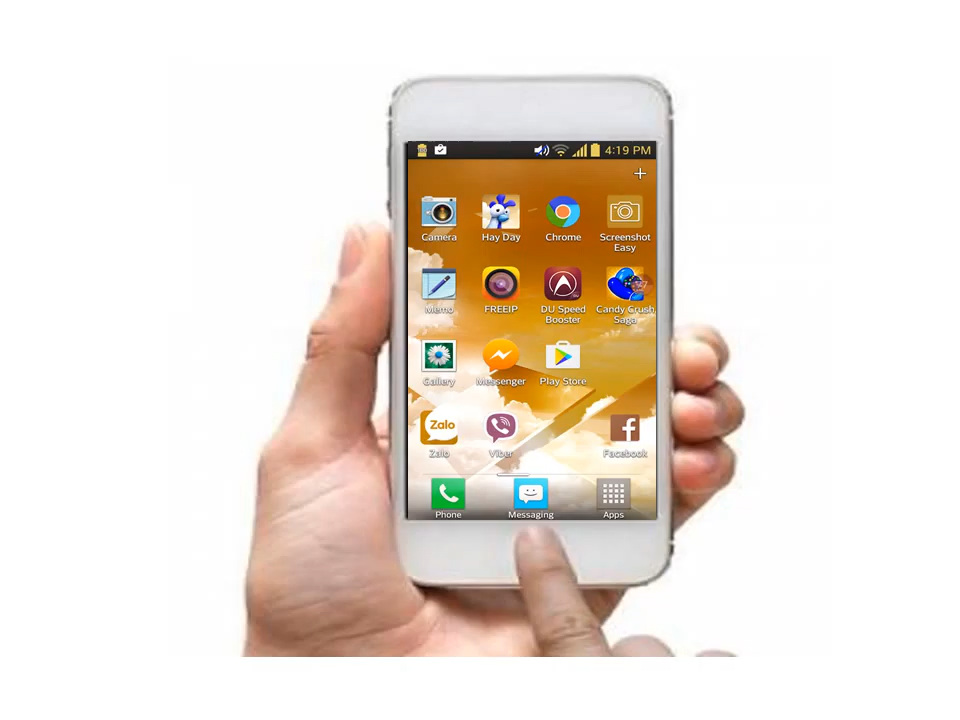 4:19 PM
Camera
Hay Day
Chrome
Screenshot
Easy
Memo
FREEIP
DU Speed
Booster
Candy Crush
Saga
Gallery
Messenger
Play Store
Zalo
Zalo
Viber
Facebook
Phone
Messaging
Apps